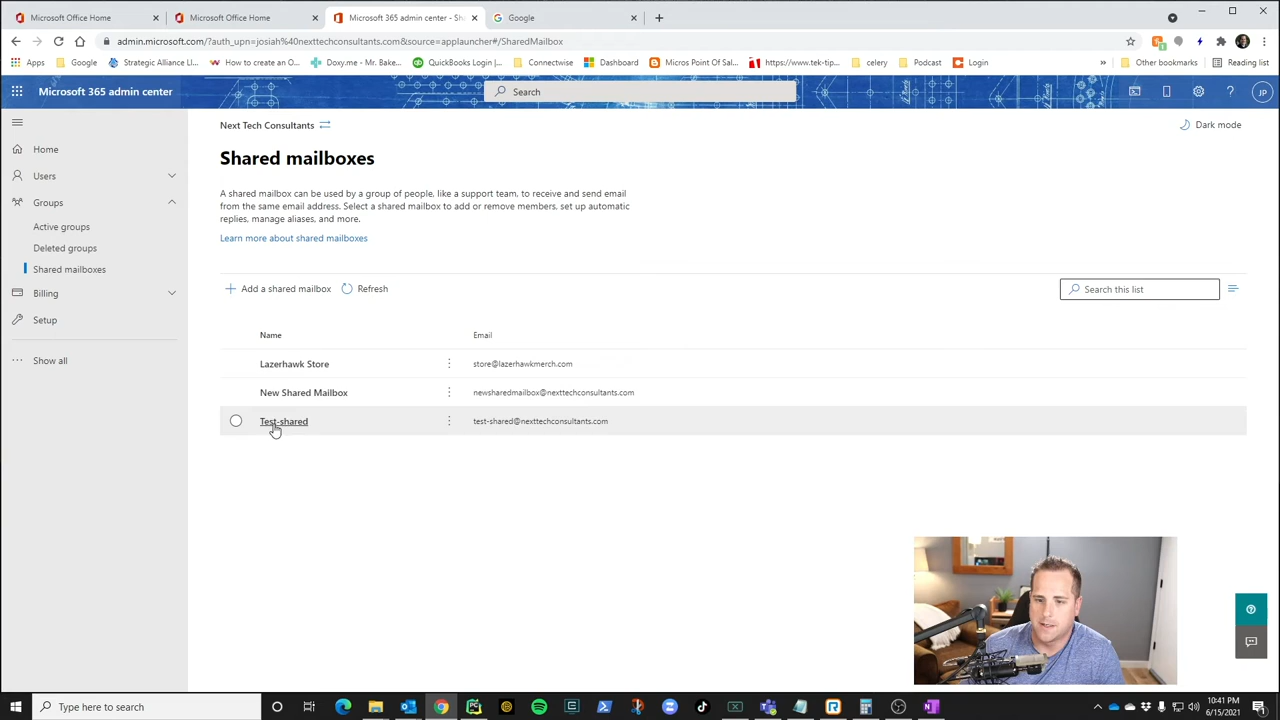 Microsoft Office Home
Microsoft Office Home
Microsoft 365 admin center - Sh
Google
admin.microsoft.com/?auth_upn=josiah%40nexttechconsultants.com&source=applauncher#/SharedMailbox
Apps
Google
Strategic Alliance LI...
How to create an O...
Doxy.me - Mr. Bake...
QuickBooks Login |...
Connectwise
Dashboard
Micros Point Of Sal...
https://www.tek-tip...
celery
Podcast
Login
»
Other bookmarks
Reading list
Microsoft 365 admin center
Search
JP
Next Tech Consultants
Dark mode
Home
Users
Groups
Active groups
Deleted groups
Shared mailboxes
Billing
Setup
Show all
Shared mailboxes
A shared mailbox can be used by a group of people, like a support team, to receive and send email
from the same email address. Select a shared mailbox to add or remove members, set up automatic
replies, manage aliases, and more.
Learn more about shared mailboxes
Add a shared mailbox
Refresh
Search this list
Name
Email
Lazerhawk Store
store@lazerhawkmerch.com
New Shared Mailbox
newsharedmailbox@nexttechconsultants.com
Test-shared
test-shared@nexttechconsultants.com
Type here to search
10:41 PM
6/15/2021